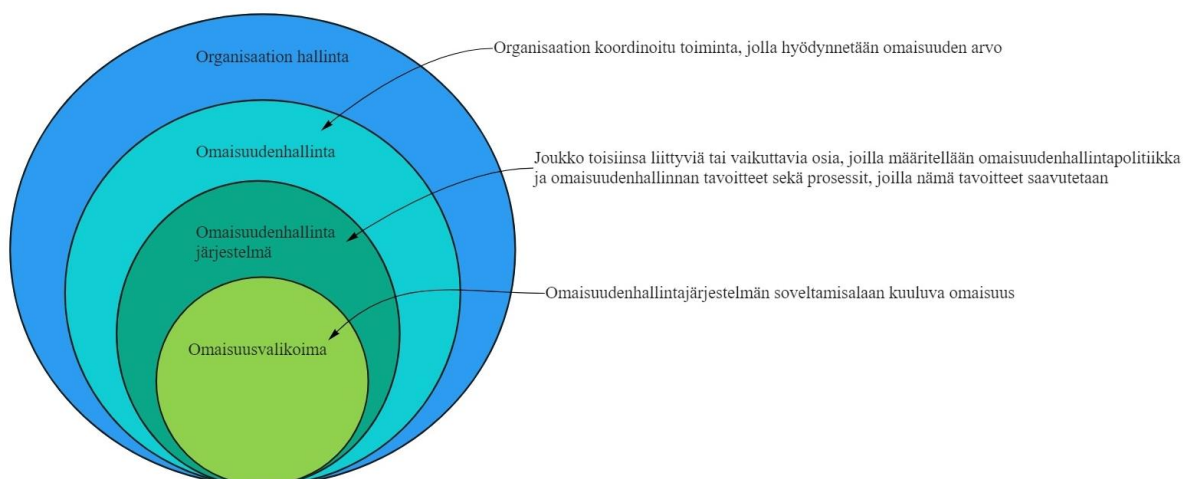 Organisaation hallinta
Organisaation koordinoitu toiminta, jolla hyödynnetään omaisuuden arvo
Omaisuudenhallinta
Joukko toisiinsa liittyviä tai vaikuttavia osia, joilla määritellään omaisuudenhallintapolitiikka
ja omaisuudenhallinnan tavoitteet sekä prosessit, joilla nämä tavoitteet saavutetaan
Omaisuudenhallinta
järjestelmä
Omaisuudenhallintajärjestelmän soveltamisalaan kuuluva omaisuus
Omaisuusvalikoima